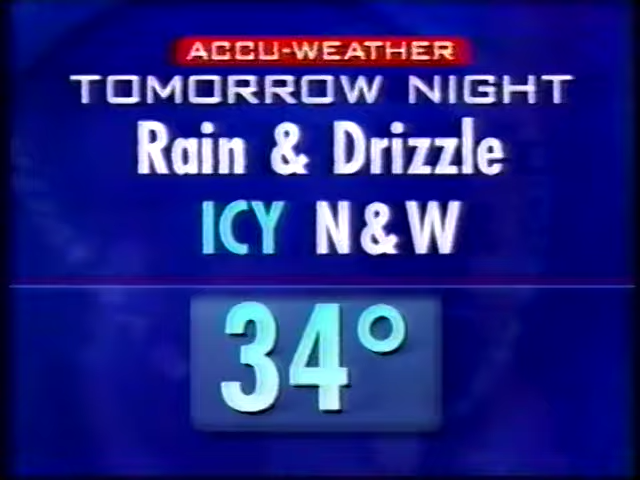 ACCU-WEATHER
TOMORROW NIGHT
Rain & Drizzle
ICY N&W
34°